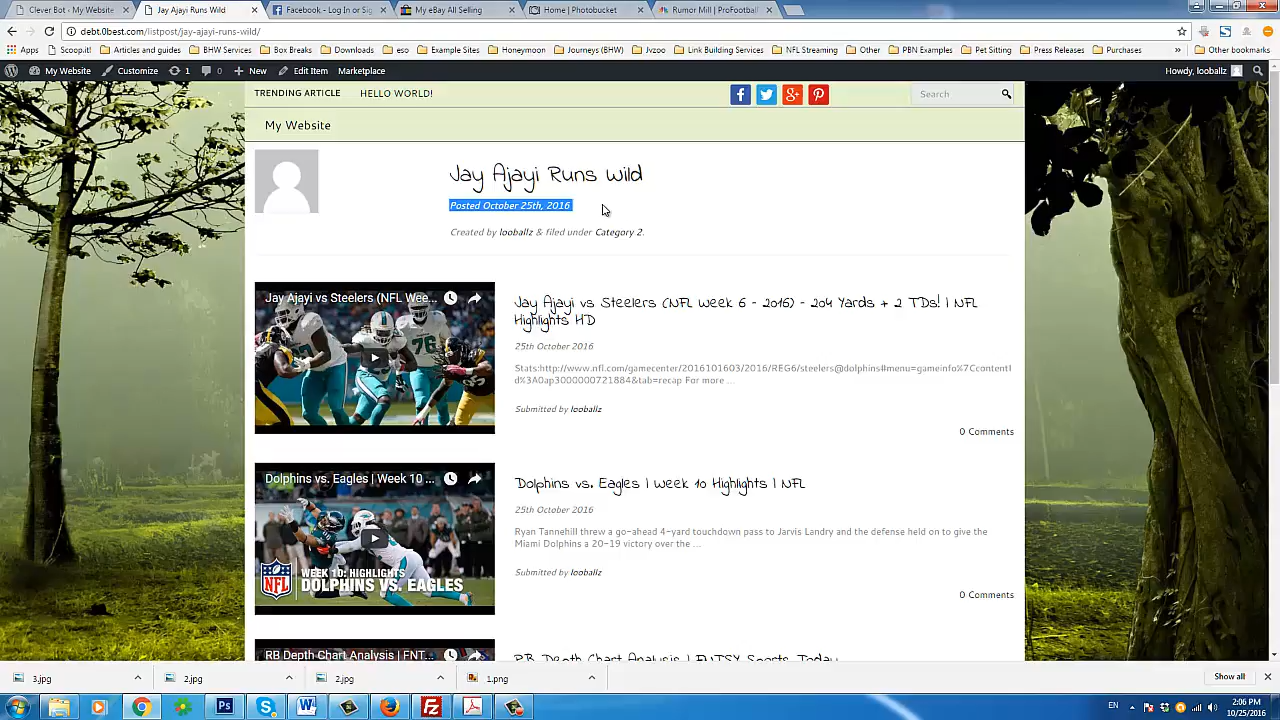 Clever Bot - My Website
Jay Ajayi Runs Wild
Facebook - Log In or Sig
My eBay All Selling
Home | Photobucket
Rumor Mill | ProFootball
debt.0best.com/listpost/jay-ajayi-runs-wild/
Apps
Scoop.it!
Articles and guides
BHW Services
Box Breaks
Downloads
eso
Example Sites
Honeymoon
Journeys (BHW)
Jvzoo
Link Building Services
NFL Streaming
Other
PBN Examples
Pet Sitting
Press Releases
Purchases
»
Other bookmarks
My Website
Customize
1
0
New
Edit Item
Marketplace
Howdy, looballz
TRENDING ARTICLE
HELLO WORLD!
Search
My Website
Jay Ajayi Runs Wild
Posted October 25th, 2016
Created by looballz & filed under Category 2.
Jay Ajayi vs Steelers (NFL Wee...
Jay Ajayi vs Steelers (NFL Week 6 - 2016) - 204 Yards + 2 TDs! | NFL
Highlights HD
25th October 2016
Stats:http://www.nfl.com/gamecenter/2016101603/2016/REG6/steelers@dolphins#menu=gameinfo%7CcontentI
d%3A0ap3000000721884&tab=recap For more ...
Submitted by looballz
0 Comments
Dolphins vs. Eagles | Week 10 ...
NFL
WEEK 10: HIGHLIGHTS
DOLPHINS VS. EAGLES
Dolphins vs. Eagles | Week 10 Highlights | NFL
25th October 2016
Ryan Tannehill threw a go-ahead 4-yard touchdown pass to Jarvis Landry and the defense held on to give the
Miami Dolphins a 20-19 victory over the ...
Submitted by looballz
0 Comments
RB Depth Chart Analysis | FNT...
RB Depth Chart Analysis | FNTSY Sports Today
3.jpg
2.jpg
2.jpg
1.png
Show all
EN
2:06 PM
10/25/2016